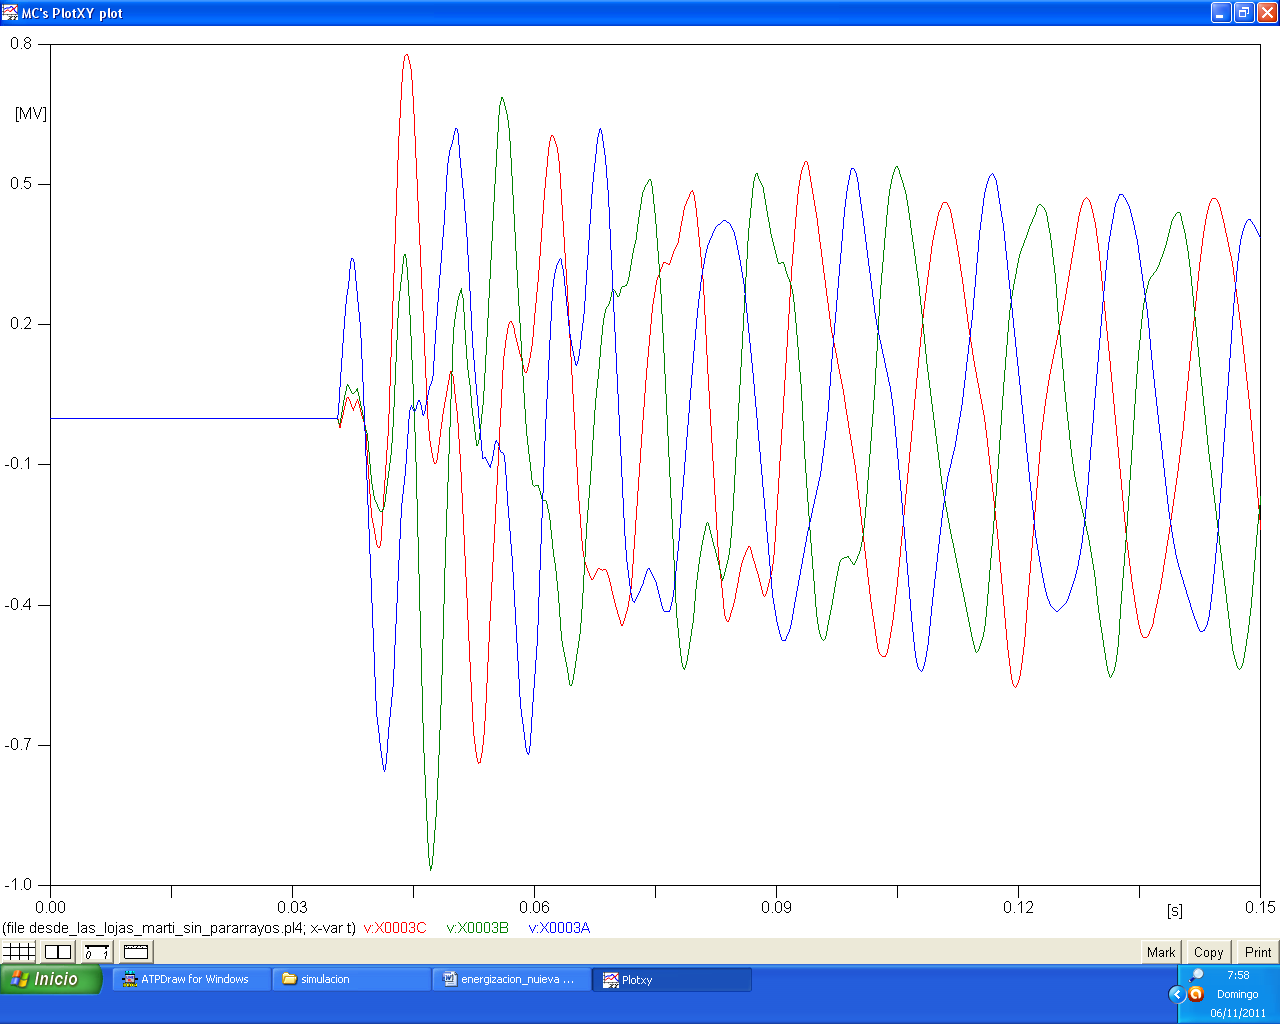 MC's PlotXY plot
0.8
[MV]
0.5
0.2
-0.1
-0.4
-0.7
-1.0
0.00 0.03 0.06 0.09 0.12 [s] 0.15
(file desde_las_lojas_marti_sin_pararrayos.pl4; x-var t) v:X0003C v:X0003B v:X0003A
0 1
Mark Copy Print
Inicio ATPDraw for Windows simulacion energizacion_nuieva ... Plotxy
7:58
Domingo
06/11/2011